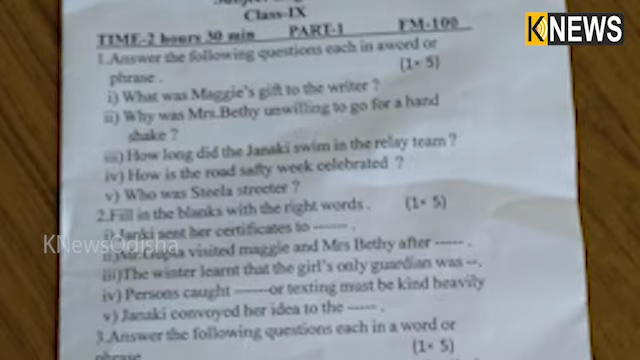 Class-IX
TIME-2 hours 30 min PART-1 FM-100
1.Answer the following questions each in aword or
phrase . (1× 5)
i) What was Maggie's gift to the writer ?
ii) Why was Mrs.Bethy unwilling to go for a hand
shake ?
iii) How long did the Janaki swim in the relay team ?
iv) How is the road safty week celebrated ?
v) Who was Steela streeter ?
2.Fill in the blanks with the right words . (1× 5)
i)Janki sent her certificates to ------- .
ii)Mr.Gupta visited maggie and Mrs Bethy after ----- .
iii)The winter learnt that the girl's only guardian was --.
iv) Persons caught -------or texting must be kind heavily
v) Janaki convoyed her idea to the ----- .
3.Answer the following questions each in a word or
phrase (1× 5)
KNEWS
KNewsOdisha